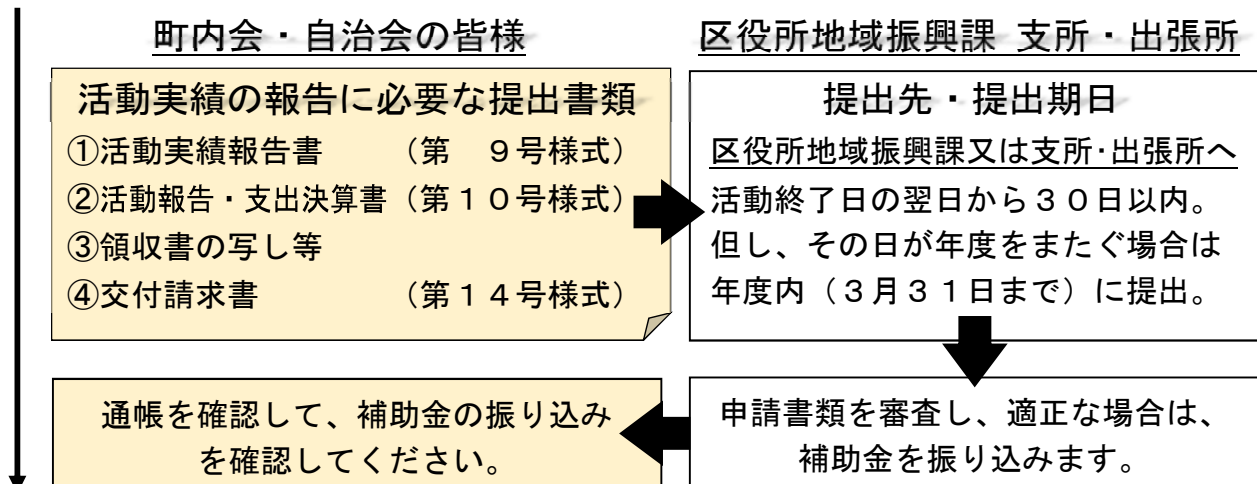 町内会・自治会の皆様
区役所地域振興課 支所・出張所
活動実績の報告に必要な提出書類
①活動実績報告書 （第 ９号様式）
②活動報告・支出決算書（第１０号様式）
③領収書の写し等
④交付請求書 （第１４号様式）
提出先・提出期日
区役所地域振興課又は支所･出張所へ
活動終了日の翌日から３０日以内。
但し、その日が年度をまたぐ場合は
年度内（３月３１日まで）に提出。
申請書類を審査し、適正な場合は、
補助金を振り込みます。
通帳を確認して、補助金の振り込み
を確認してください。